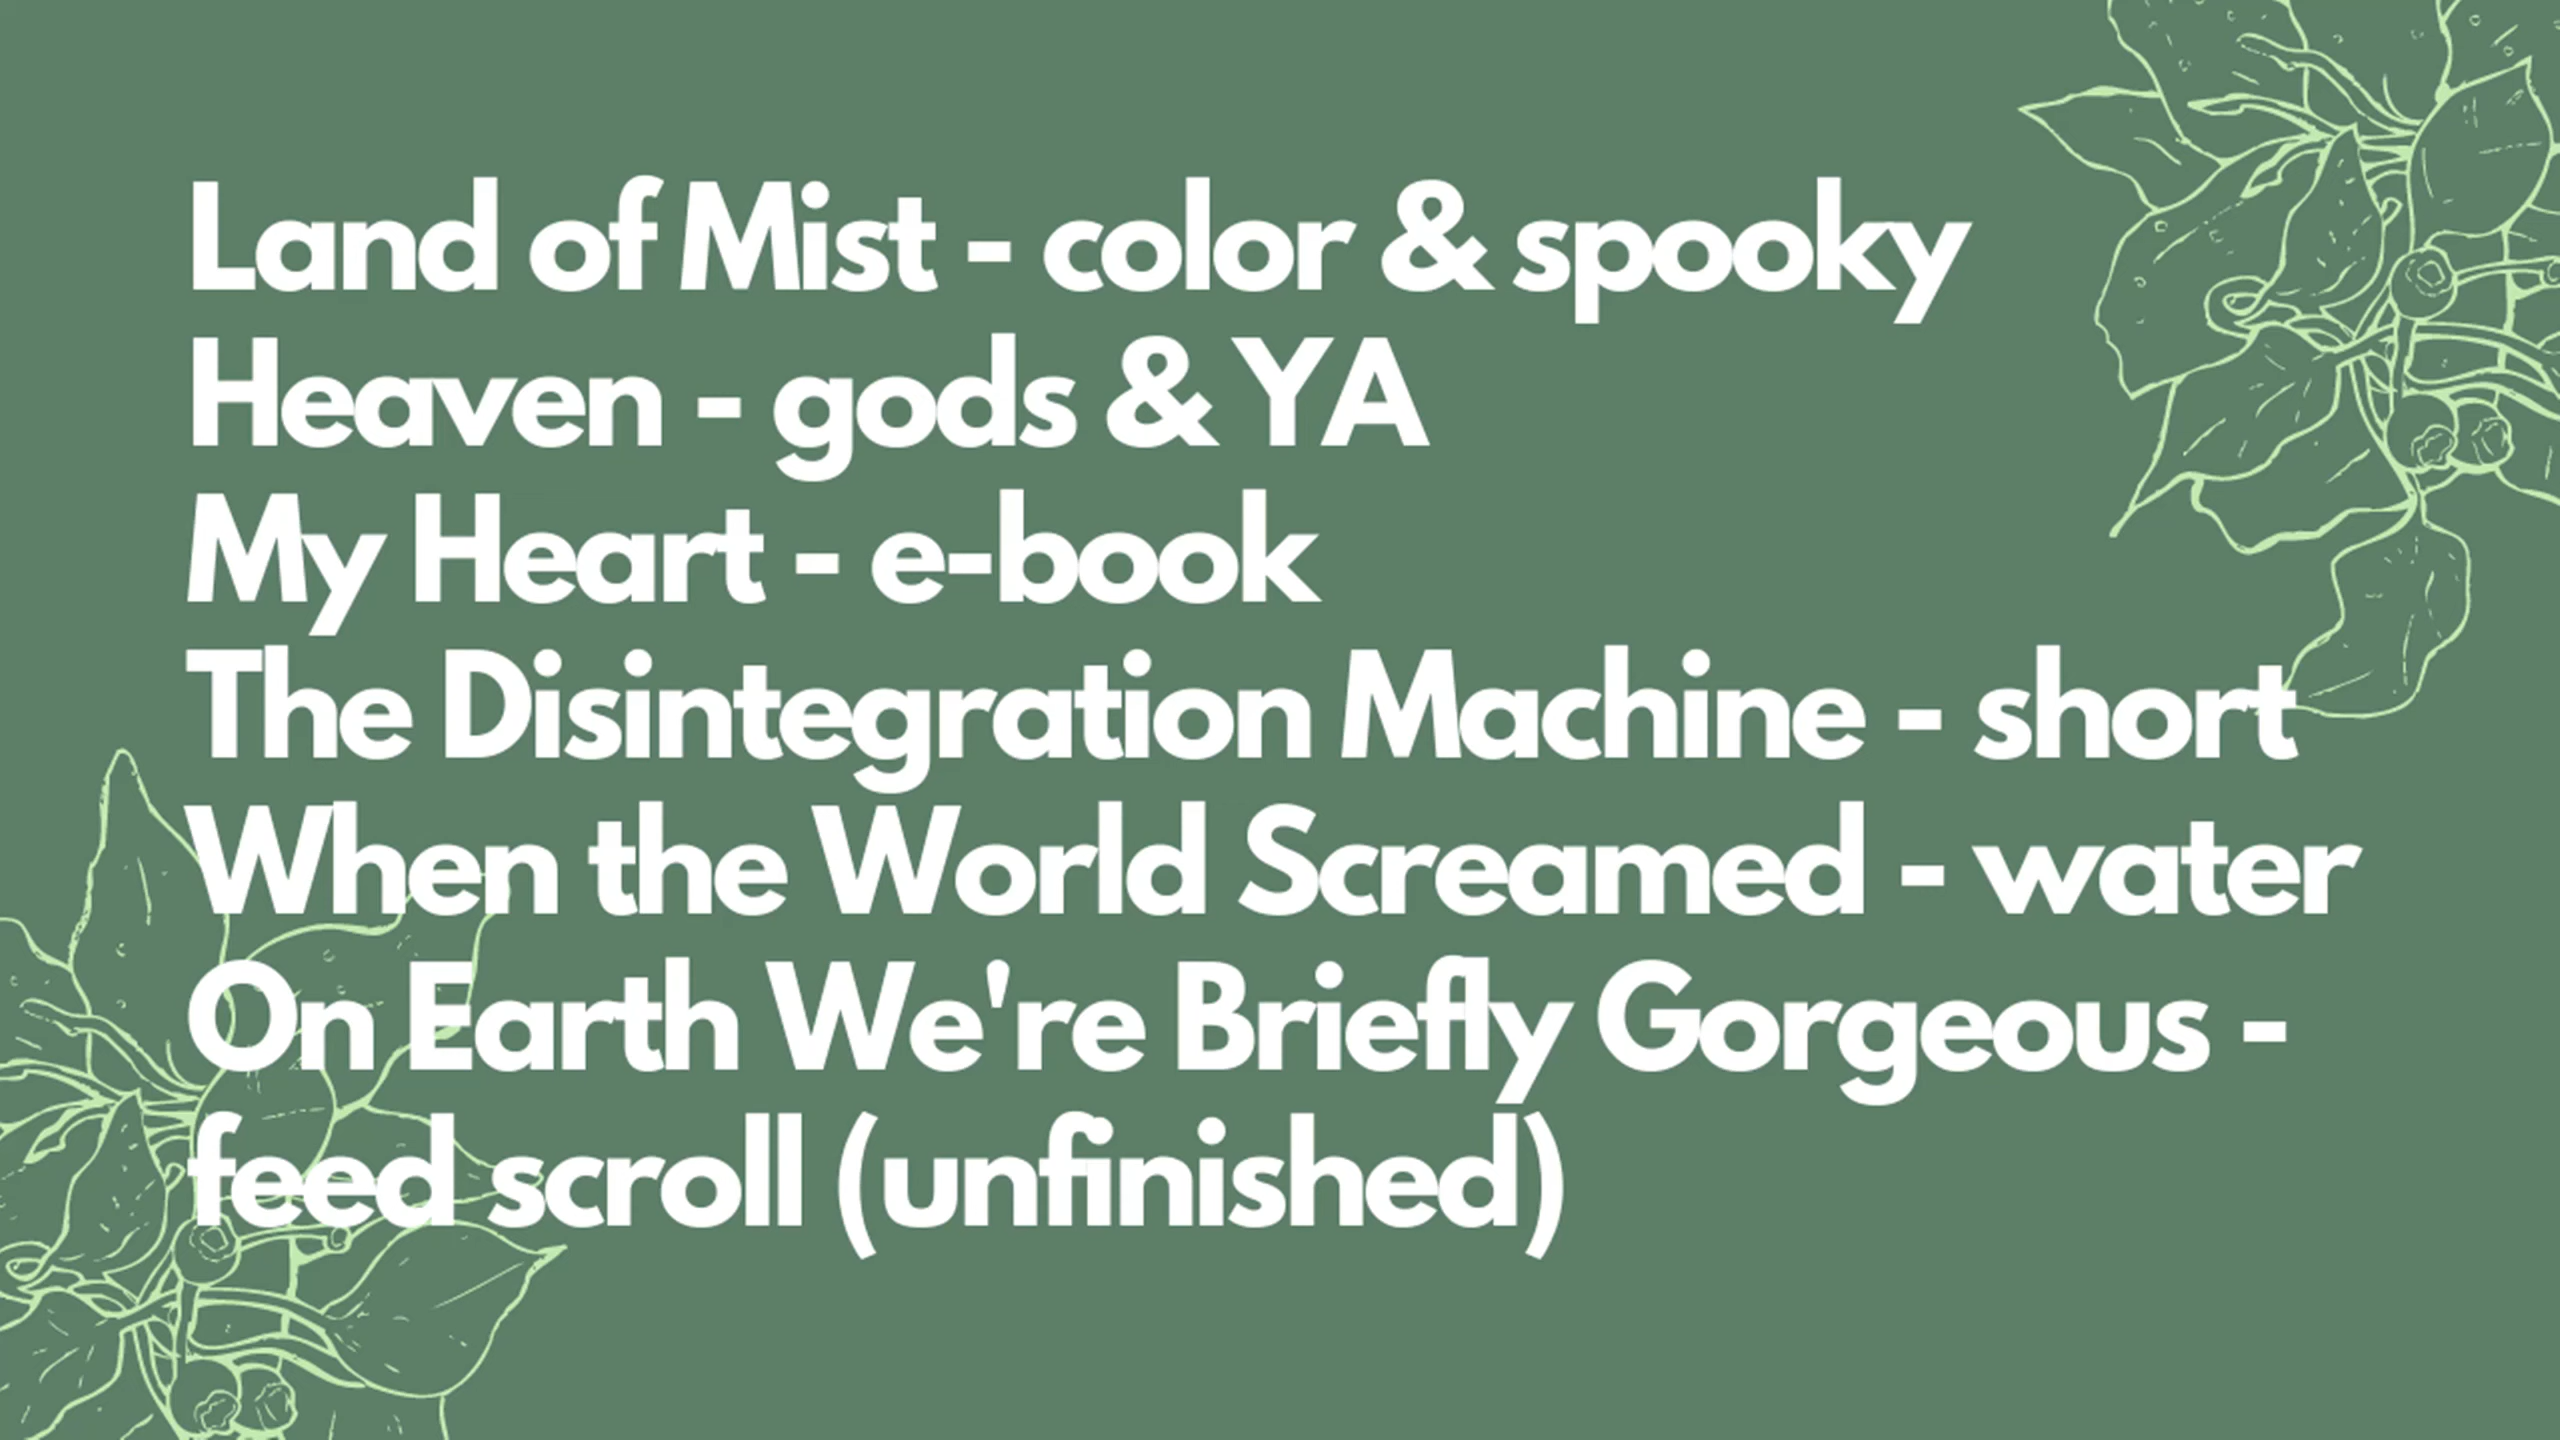 Land of Mist - color & spooky
Heaven - gods & YA
My Heart - e-book
The Disintegration Machine - short
When the World Screamed - water
On Earth We're Briefly Gorgeous -
feed scroll (unfinished)